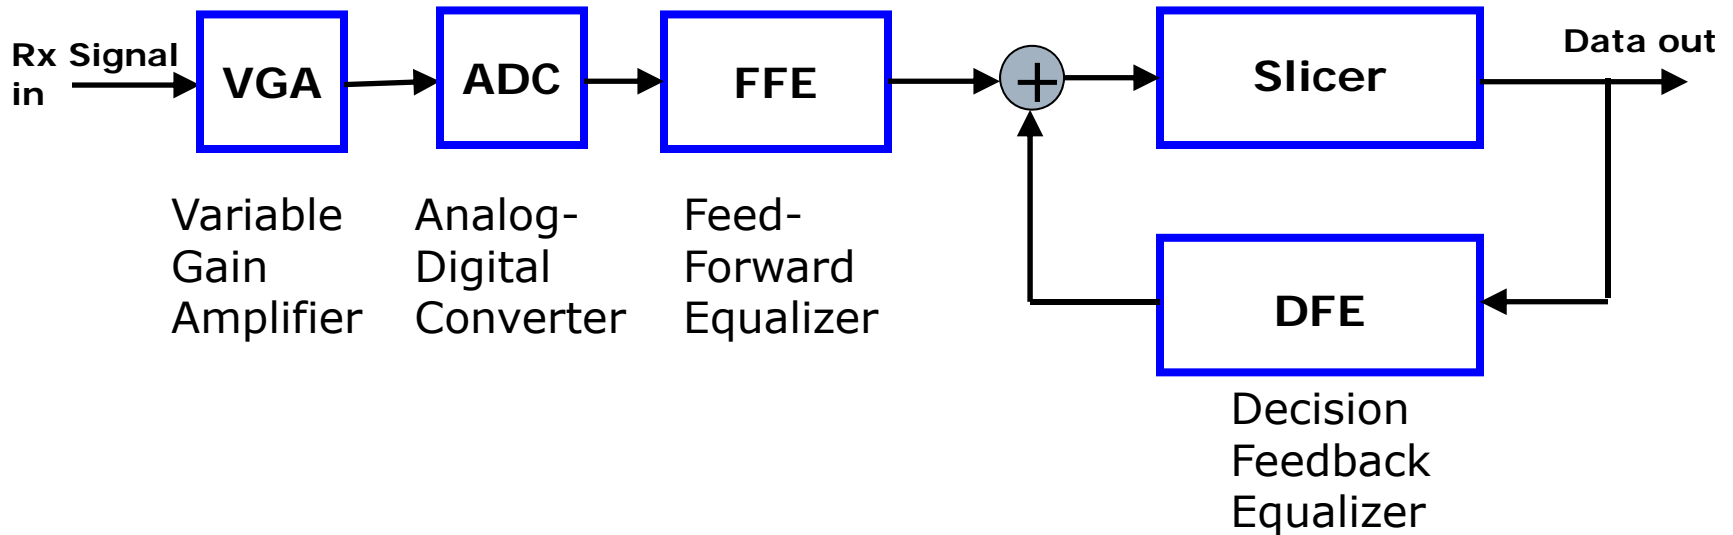 Rx Signal
in
VGA
ADC
FFE
+
Slicer
Data out
Variable
Gain
Amplifier
Analog-
Digital
Converter
Feed-
Forward
Equalizer
DFE
Decision
Feedback
Equalizer